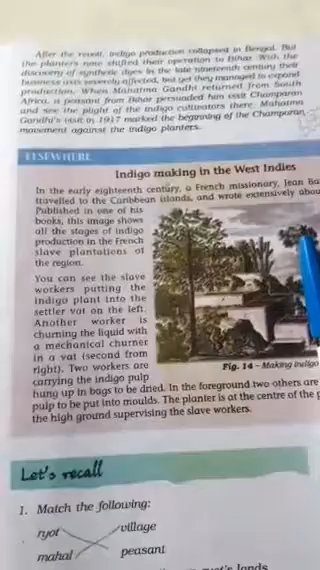 After the revolt, indigo production collapsed in Bengal. But
the planters now shifted their operation to Bihar. With the
discovery of synthetic dyes in the late nineteenth century their
business was severely affected, but yet they managed to expand
production. When Mahatma Gandhi returned from South
Africa, a peasant from Bihar persuaded him visit Champaran
and see the plight of the indigo cultivators there. Mahatma
Gandhi's visit in 1917 marked the beginning of the Champaran
movement against the indigo planters.
ELSEWHERE
Indigo making in the West Indies
In the early eighteenth century, a French missionary, Jean Ba
travelled to the Caribbean islands, and wrote extensively abou
Published in one of his
books, this image shows
all the stages of indigo
production in the French
slave plantations of
the region.
You can see the slave
workers putting the
indigo plant into the
settler vat on the left.
Another worker is
churning the liquid with
a mechanical churner
in a vat (second from
right). Two workers are
carrying the indigo pulp
Fig. 14 – Making indigo
hung up in bags to be dried. In the foreground two others are
pulp to be put into moulds. The planter is at the centre of the p
the high ground supervising the slave workers.
Let's recall
1. Match the following:
ryot village
mahal peasant
lands